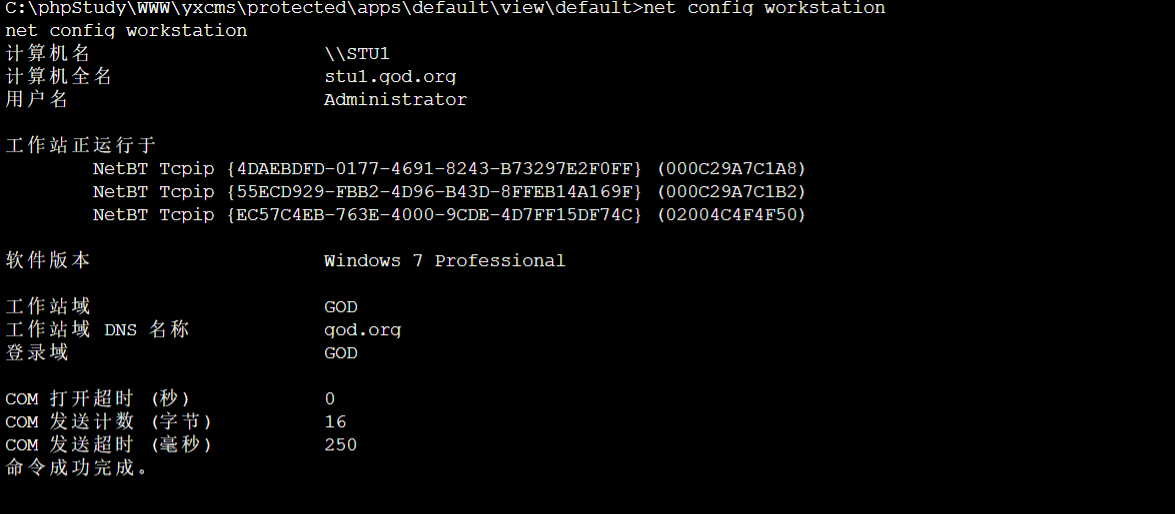 C:\phpStudy\WWW\yxcms\protected\apps\default\view\default>net config workstation
net config workstation
计算机名 \\STU1
计算机全名 stu1.god.org
用户名 Administrator
工作站正运行于
NetBT Tcpip {4DAEBDFD-0177-4691-8243-B73297E2F0FF} (000C29A7C1A8)
NetBT Tcpip {55ECD929-FBB2-4D96-B43D-8FFEB14A169F} (000C29A7C1B2)
NetBT Tcpip {EC57C4EB-763E-4000-9CDE-4D7FF15DF74C} (02004C4F4F50)
软件版本 Windows 7 Professional
工作站域 GOD
工作站域 DNS 名称 god.org
登录域 GOD
COM 打开超时 (秒) 0
COM 发送计数 (字节) 16
COM 发送超时 (毫秒) 250
命令成功完成。